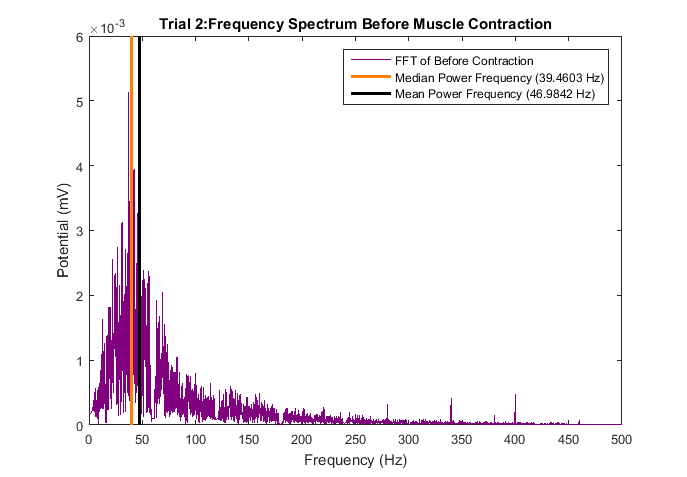 Trial 2:Frequency Spectrum Before Muscle Contraction
×10⁻³
6
5
4
3
2
1
0
Potential (mV)
FFT of Before Contraction
Median Power Frequency (39.4603 Hz)
Mean Power Frequency (46.9842 Hz)
0 50 100 150 200 250 300 350 400 450 500
Frequency (Hz)